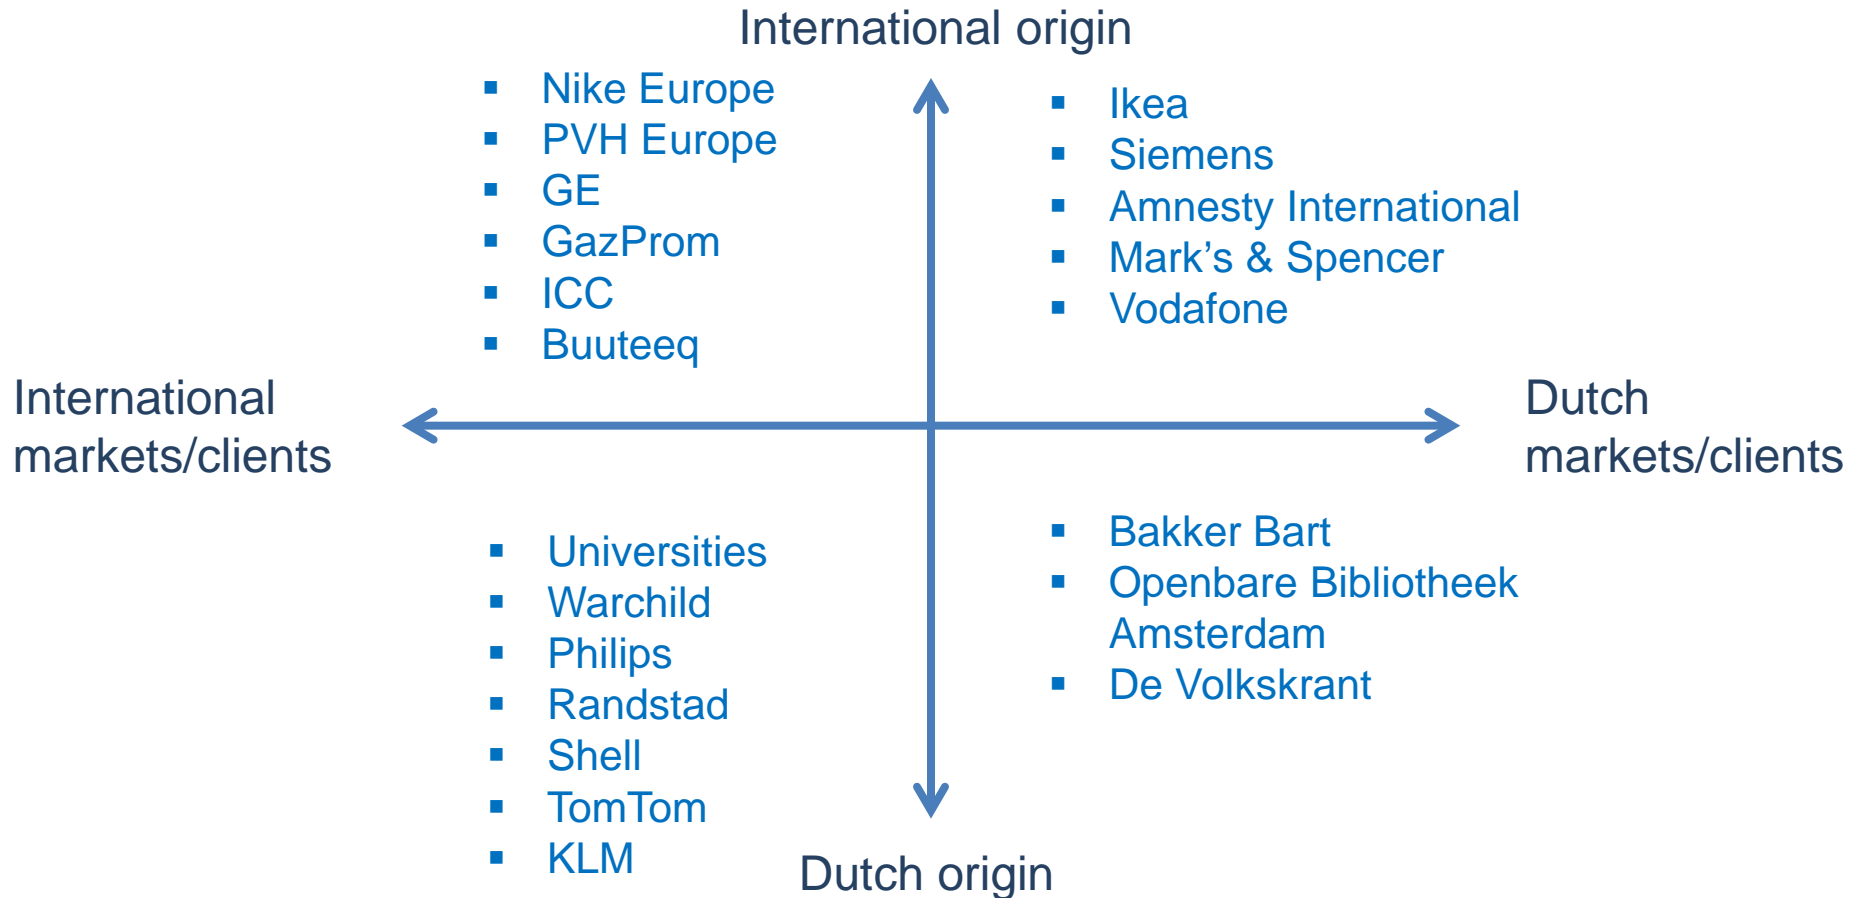 International origin
▪ Nike Europe
▪ PVH Europe
▪ GE
▪ GazProm
▪ ICC
▪ Buuteeq
▪ Ikea
▪ Siemens
▪ Amnesty International
▪ Mark’s & Spencer
▪ Vodafone
International
markets/clients
Dutch
markets/clients
▪ Universities
▪ Warchild
▪ Philips
▪ Randstad
▪ Shell
▪ TomTom
▪ KLM
▪ Bakker Bart
▪ Openbare Bibliotheek
Amsterdam
▪ De Volkskrant
Dutch origin